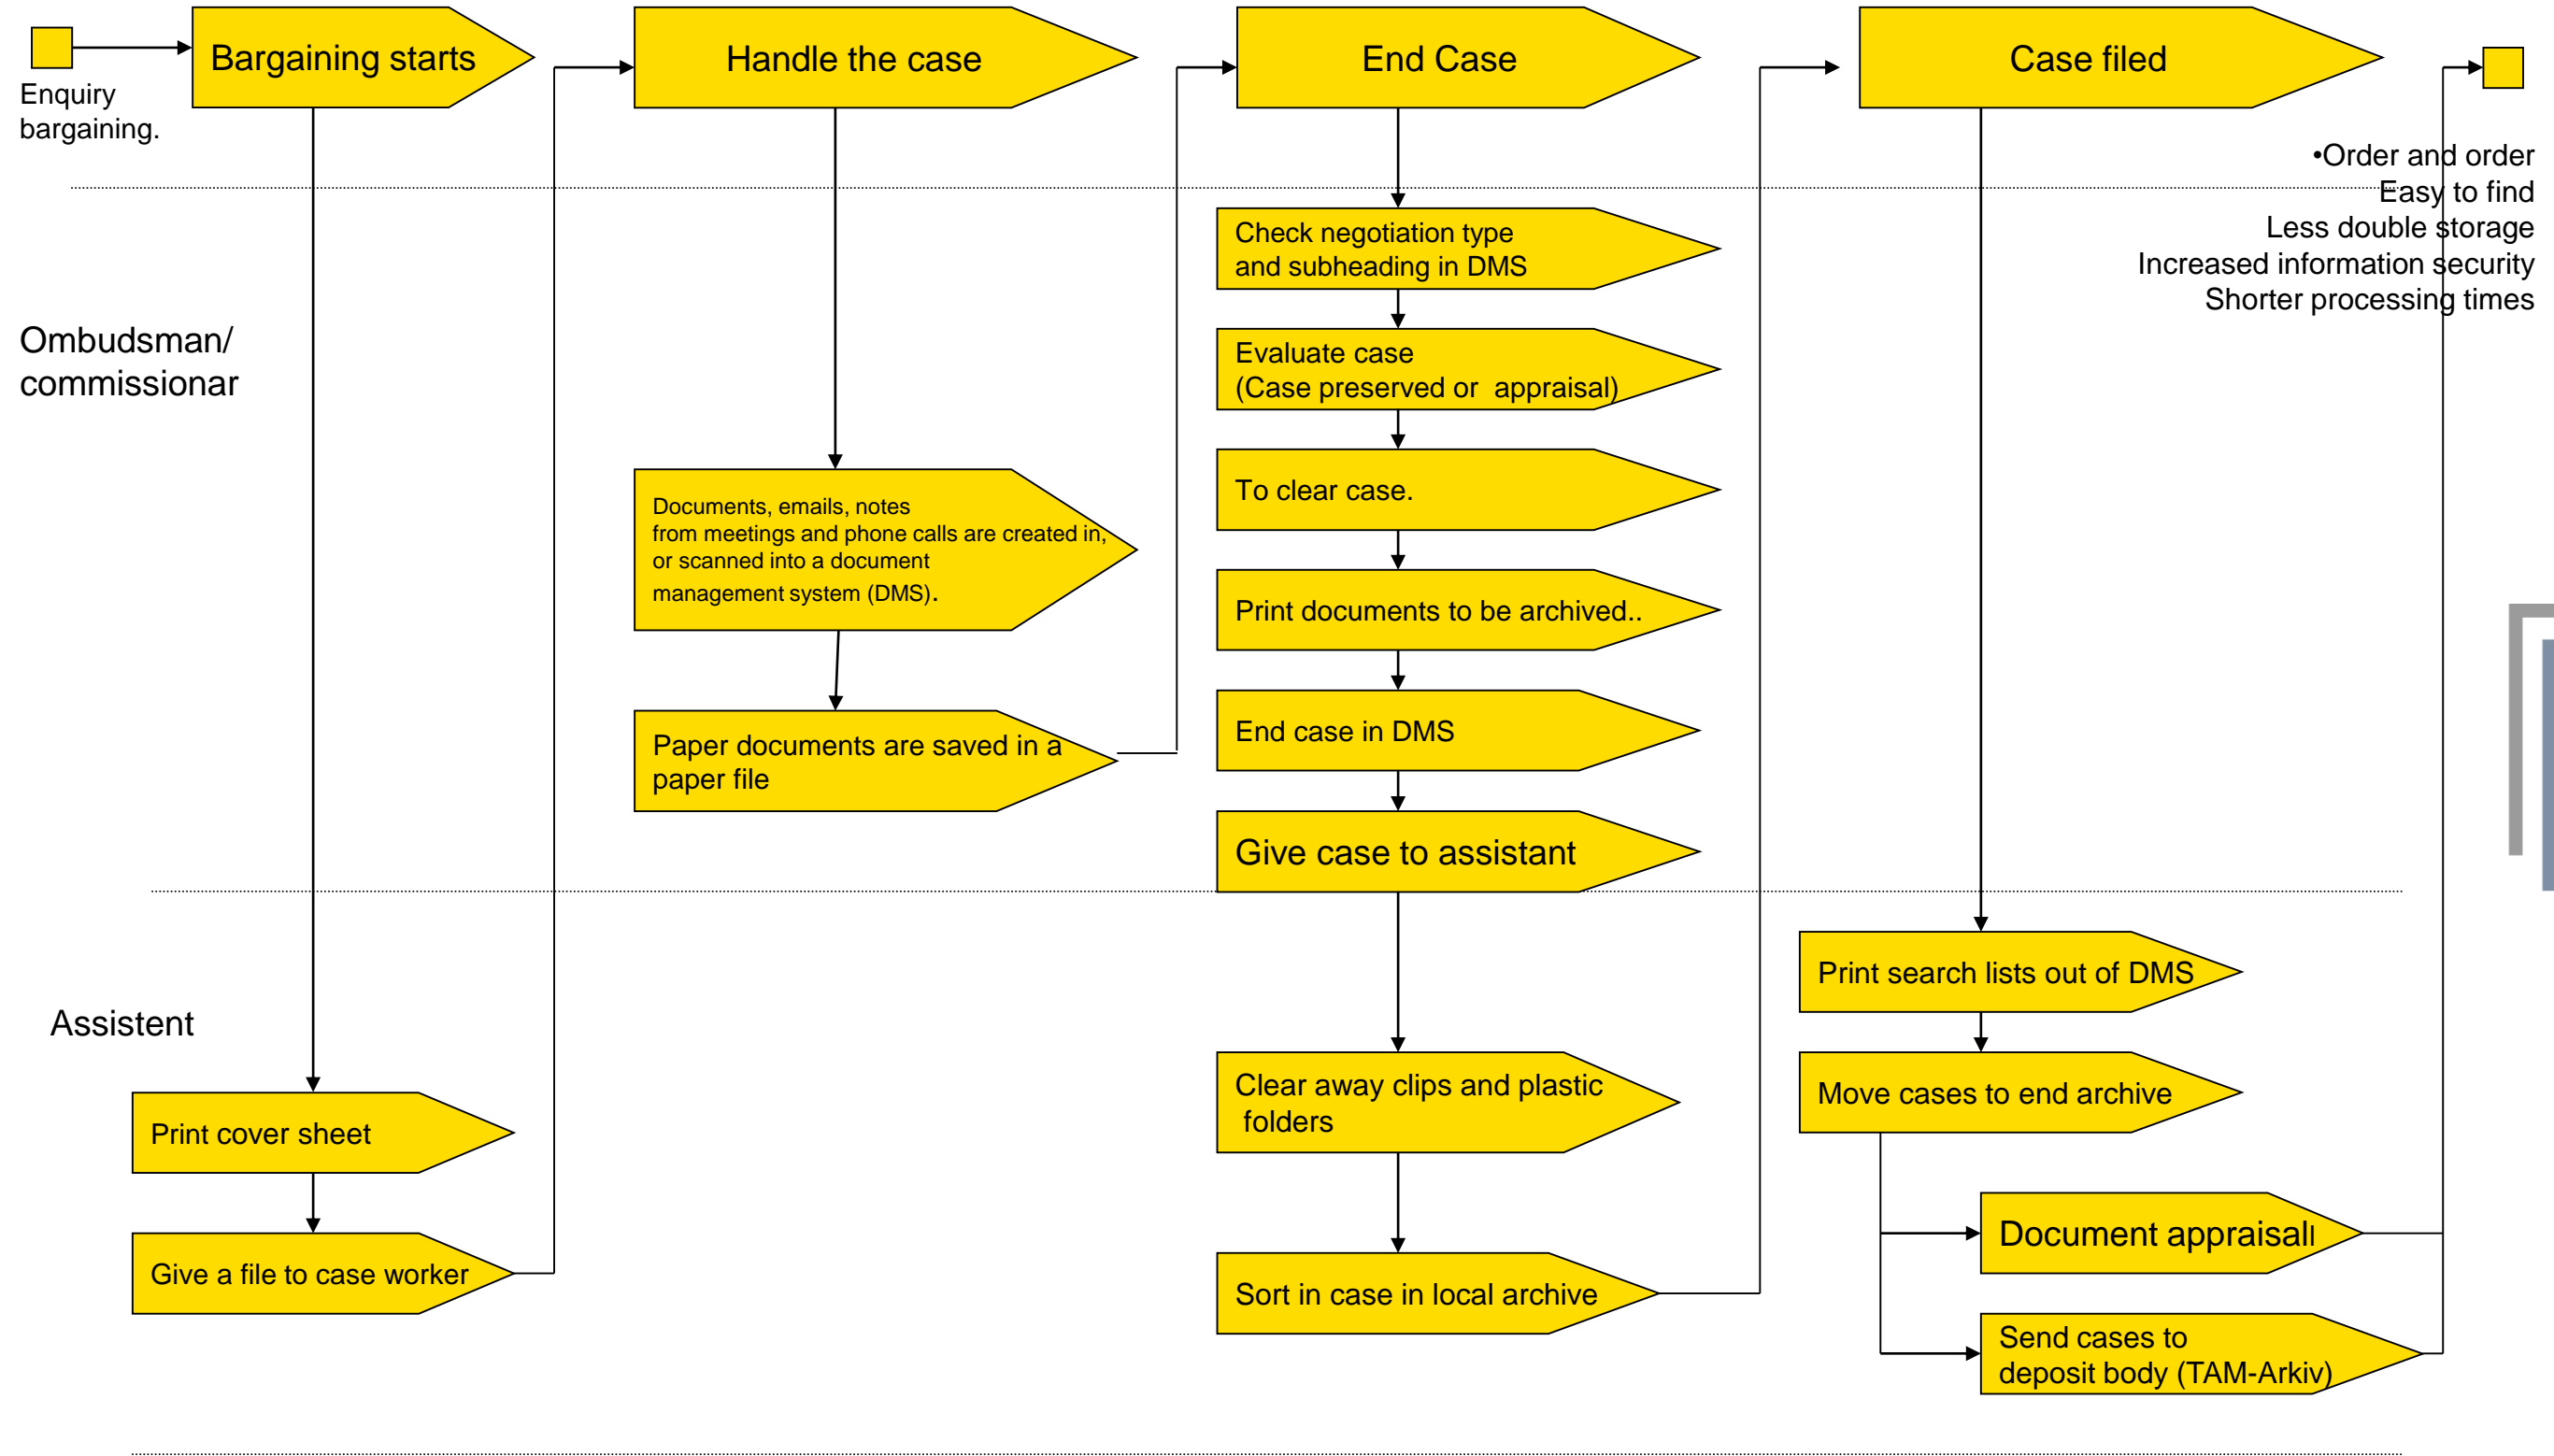 Bargaining starts
Handle the case
End Case
Case filed
Enquiry
bargaining.
•Order and order
Easy to find
Less double storage
Increased information security
Shorter processing times
Ombudsman/
commissionar
Documents, emails, notes
from meetings and phone calls are created in,
or scanned into a document
management system (DMS).
Paper documents are saved in a
paper file
Check negotiation type
and subheading in DMS
Evaluate case
(Case preserved or  appraisal)
To clear case.
Print documents to be archived..
End case in DMS
Give case to assistant
Assistent
Print cover sheet
Give a file to case worker
Clear away clips and plastic
folders
Sort in case in local archive
Print search lists out of DMS
Move cases to end archive
Document appraisall
Send cases to
deposit body (TAM-Arkiv)